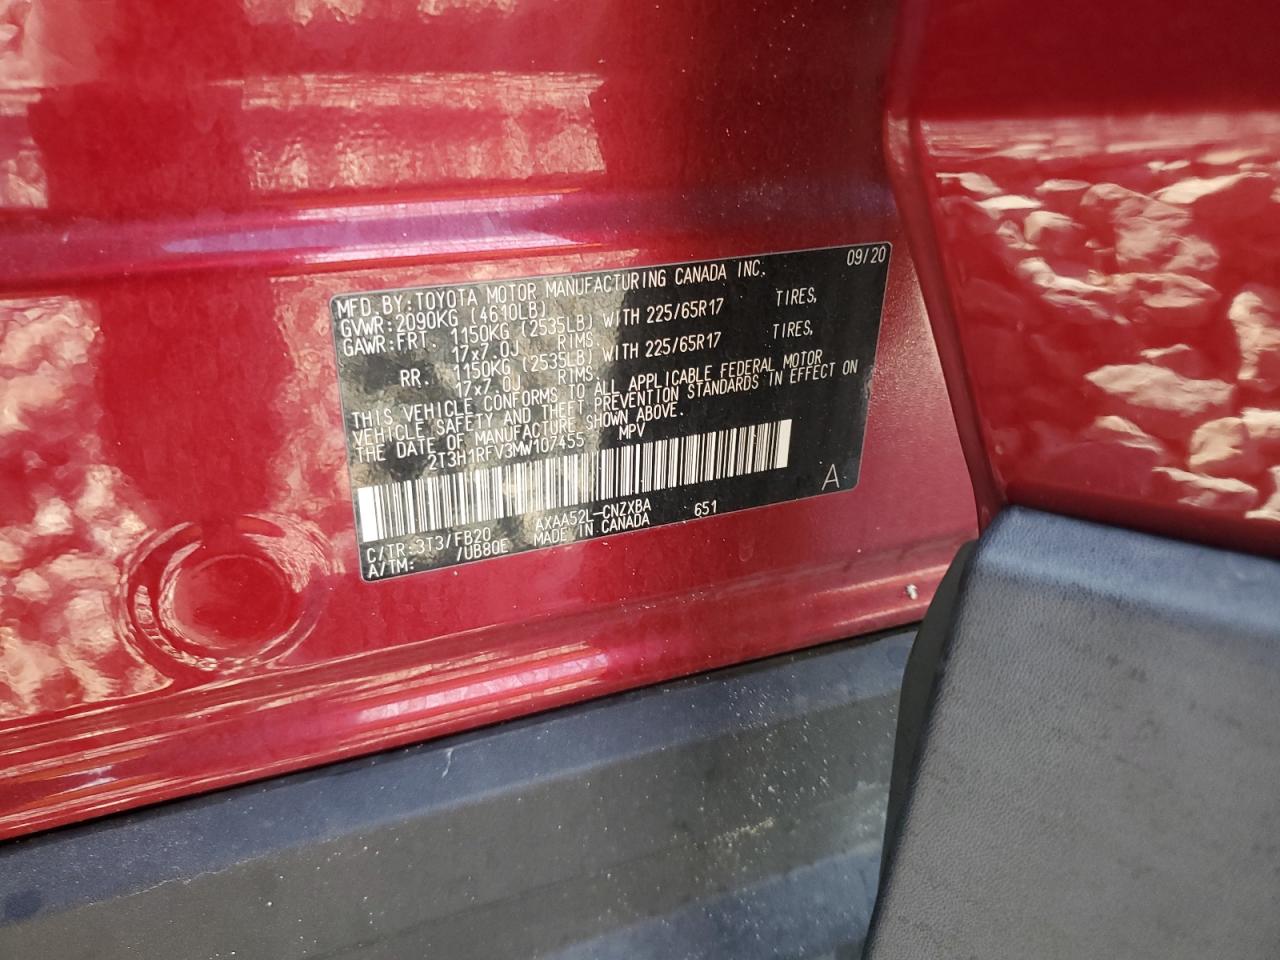 MFD. BY: TOYOTA MOTOR MANUFACTURING CANADA INC. 09/20
GVWR: 2090KG (4610LB)
GAWR: FRT. 1150KG (2535LB) WITH 225/65R17 TIRES,
17x7.0J RIMS.
RR. 1150KG (2535LB) WITH 225/65R17 TIRES,
17x7.0J RIMS.
THIS VEHICLE CONFORMS TO ALL APPLICABLE FEDERAL MOTOR
VEHICLE SAFETY AND THEFT PREVENTION STANDARDS IN EFFECT ON
THE DATE OF MANUFACTURE SHOWN ABOVE.
2T3H1RFV3MW107455 MPV
A
C/TR: 3T3/FB20 AXAA52L-CNZXBA 651
A/TM: /UB80E MADE IN CANADA